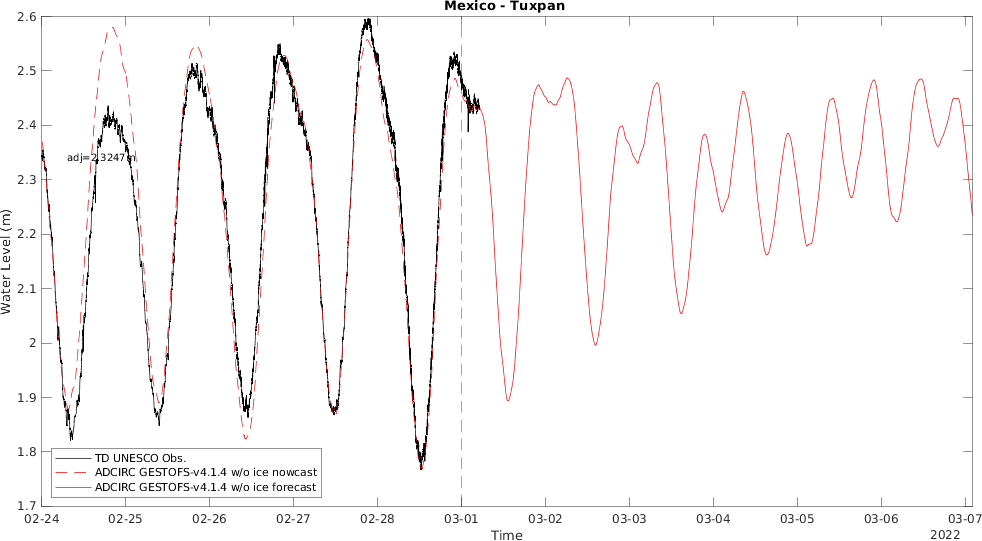 Mexico - Tuxpan
2.6
2.5
2.4
2.3
2.2
2.1
2
1.9
1.8
1.7
Water Level (m)
adj=2.3247m
TD UNESCO Obs.
ADCIRC GESTOFS-v4.1.4 w/o ice nowcast
ADCIRC GESTOFS-v4.1.4 w/o ice forecast
02-24 02-25 02-26 02-27 02-28 03-01 03-02 03-03 03-04 03-05 03-06 03-07
Time
2022